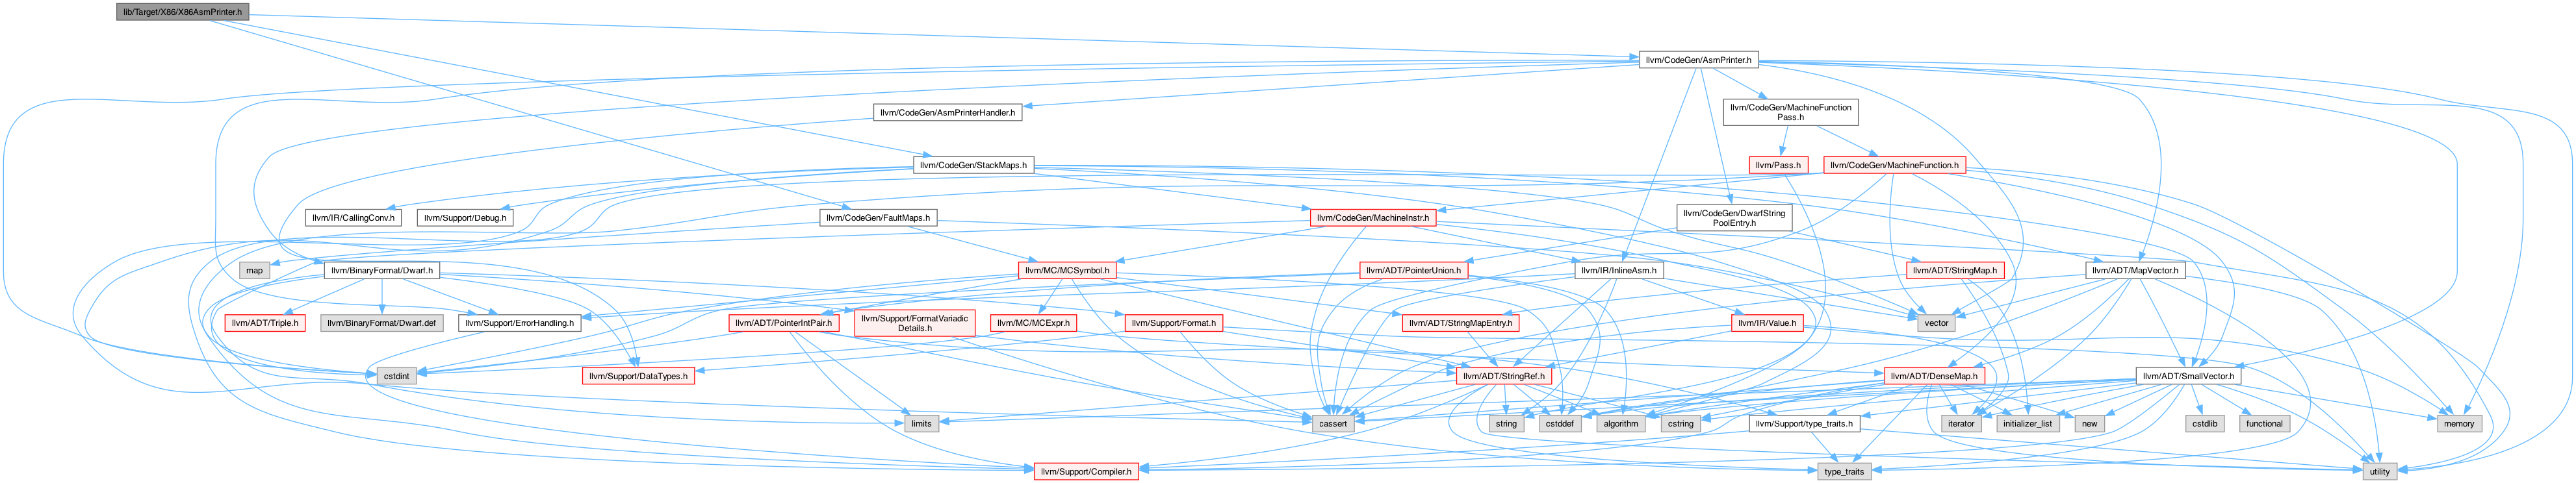 lib/Target/X86/X86AsmPrinter.h
llvm/CodeGen/AsmPrinter.h
llvm/CodeGen/AsmPrinterHandler.h
llvm/CodeGen/MachineFunction
Pass.h
llvm/CodeGen/StackMaps.h
llvm/Pass.h
llvm/CodeGen/MachineFunction.h
llvm/IR/CallingConv.h
llvm/Support/Debug.h
llvm/CodeGen/FaultMaps.h
llvm/CodeGen/MachineInstr.h
llvm/CodeGen/DwarfString
PoolEntry.h
map
llvm/BinaryFormat/Dwarf.h
llvm/MC/MCSymbol.h
llvm/ADT/PointerUnion.h
llvm/IR/InlineAsm.h
llvm/ADT/StringMap.h
llvm/ADT/MapVector.h
llvm/ADT/Triple.h
llvm/BinaryFormat/Dwarf.def
llvm/Support/ErrorHandling.h
llvm/ADT/PointerIntPair.h
llvm/Support/FormatVariadic
Details.h
llvm/MC/MCExpr.h
llvm/Support/Format.h
llvm/ADT/StringMapEntry.h
llvm/IR/Value.h
vector
cstdint
llvm/Support/DataTypes.h
llvm/ADT/StringRef.h
llvm/ADT/DenseMap.h
llvm/ADT/SmallVector.h
limits
cassert
string
cstddef
algorithm
cstring
llvm/Support/type_traits.h
iterator
initializer_list
new
cstdlib
functional
memory
llvm/Support/Compiler.h
type_traits
utility